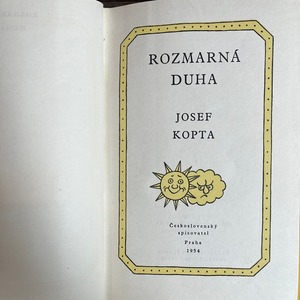 ROZMARNÁ
DUHA
JOSEF
KOPTA
Československý
spisovatel
Praha
1954